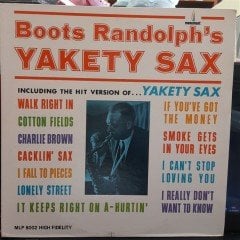 Boots Randolph's
YAKETY SAX
INCLUDING THE HIT VERSION OF...YAKETY SAX
WALK RIGHT IN
COTTON FIELDS
CHARLIE BROWN
CACKLIN' SAX
I FALL TO PIECES
LONELY STREET
IT KEEPS RIGHT ON A-HURTIN'
IF YOU'VE GOT
THE MONEY
SMOKE GETS
IN YOUR EYES
I CAN'T STOP
LOVING YOU
I REALLY DON'T
WANT TO KNOW
MLP 8002 HIGH FIDELITY